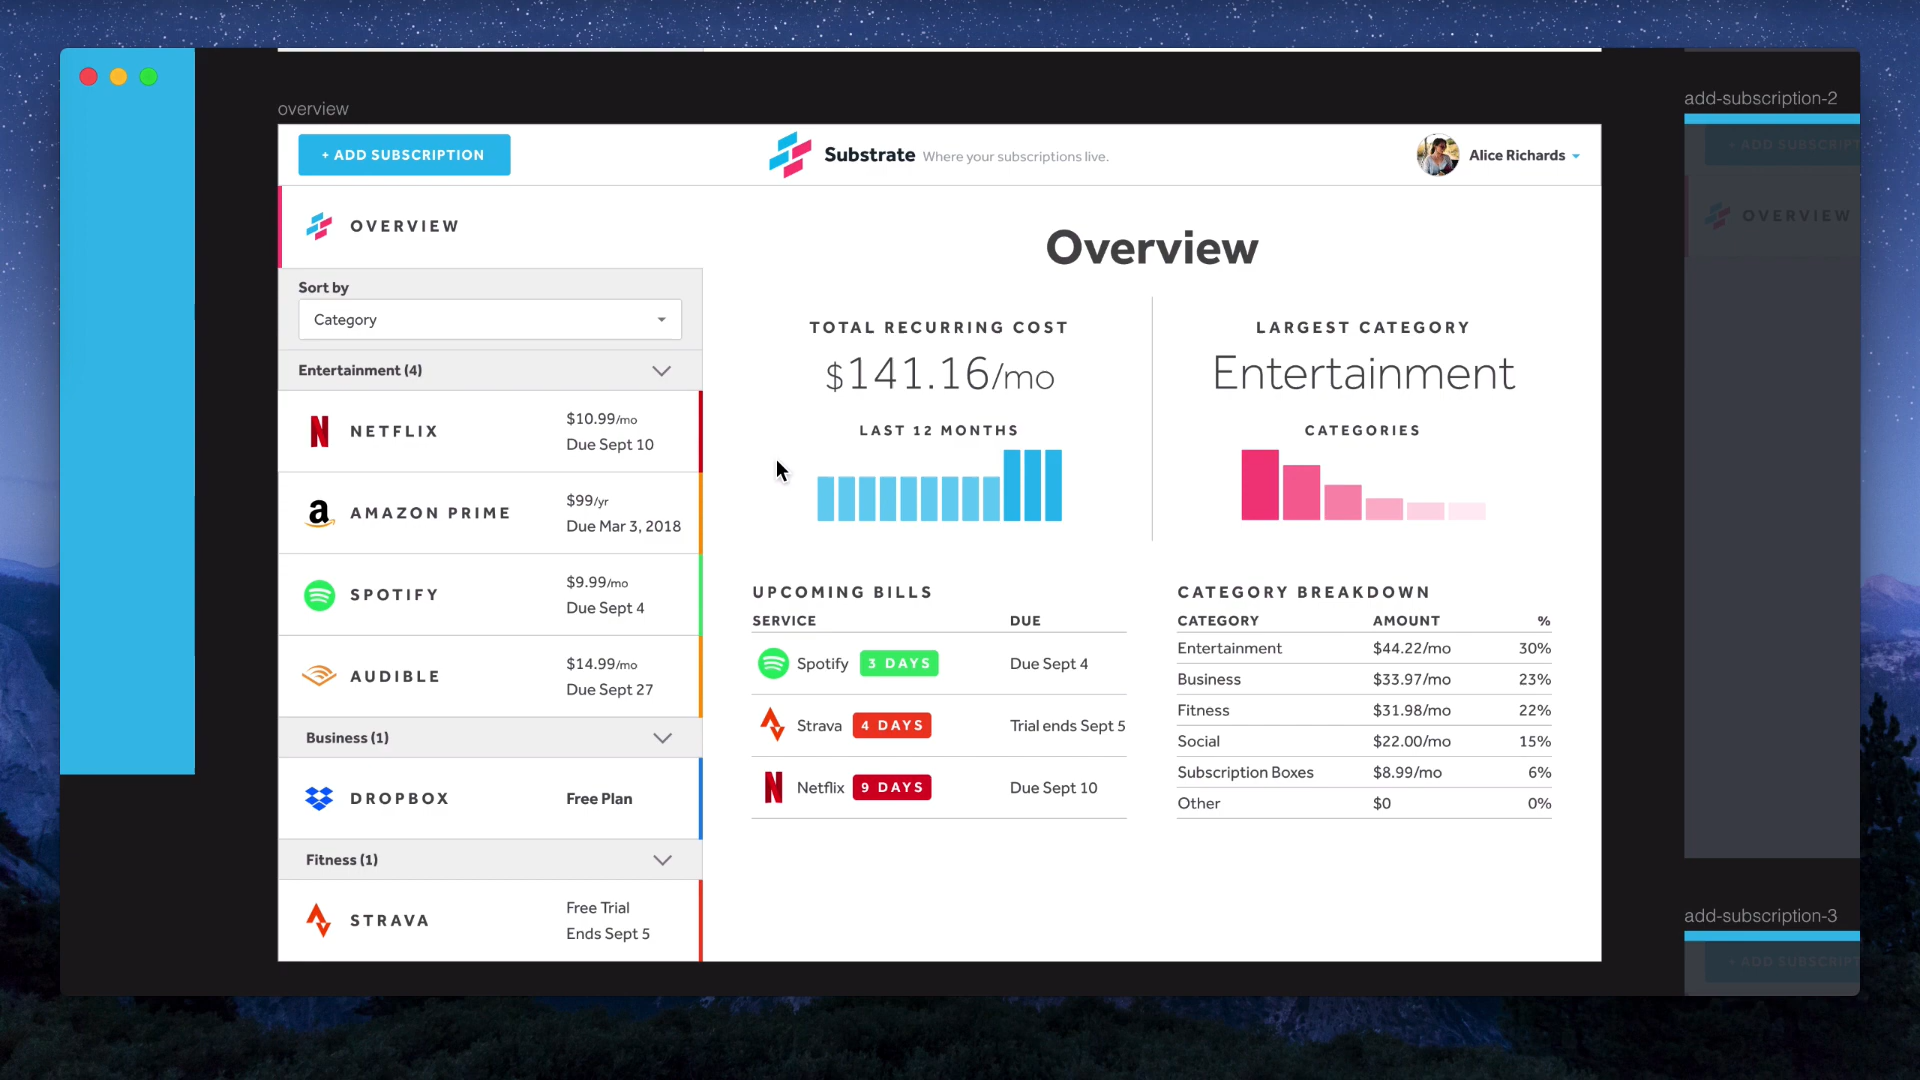 overview
add-subscription-2
+ ADD SUBSCRIPTION
Substrate Where your subscriptions live.
Alice Richards
+ ADD SUBSCRIPT
OVERVIEW
OVERVIEW
Overview
Sort by
Category
Entertainment (4)
NETFLIX
$10.99/mo
Due Sept 10
AMAZON PRIME
$99/yr
Due Mar 3, 2018
SPOTIFY
$9.99/mo
Due Sept 4
AUDIBLE
$14.99/mo
Due Sept 27
Business (1)
DROPBOX
Free Plan
Fitness (1)
STRAVA
Free Trial
Ends Sept 5
TOTAL RECURRING COST
$141.16/mo
LAST 12 MONTHS
LARGEST CATEGORY
Entertainment
CATEGORIES
UPCOMING BILLS
SERVICE DUE
Spotify 3 DAYS Due Sept 4
Strava 4 DAYS Trial ends Sept 5
Netflix 9 DAYS Due Sept 10
CATEGORY BREAKDOWN
CATEGORY AMOUNT %
Entertainment $44.22/mo 30%
Business $33.97/mo 23%
Fitness $31.98/mo 22%
Social $22.00/mo 15%
Subscription Boxes $8.99/mo 6%
Other $0 0%
add-subscription-3
+ ADD SUBSCRIPT